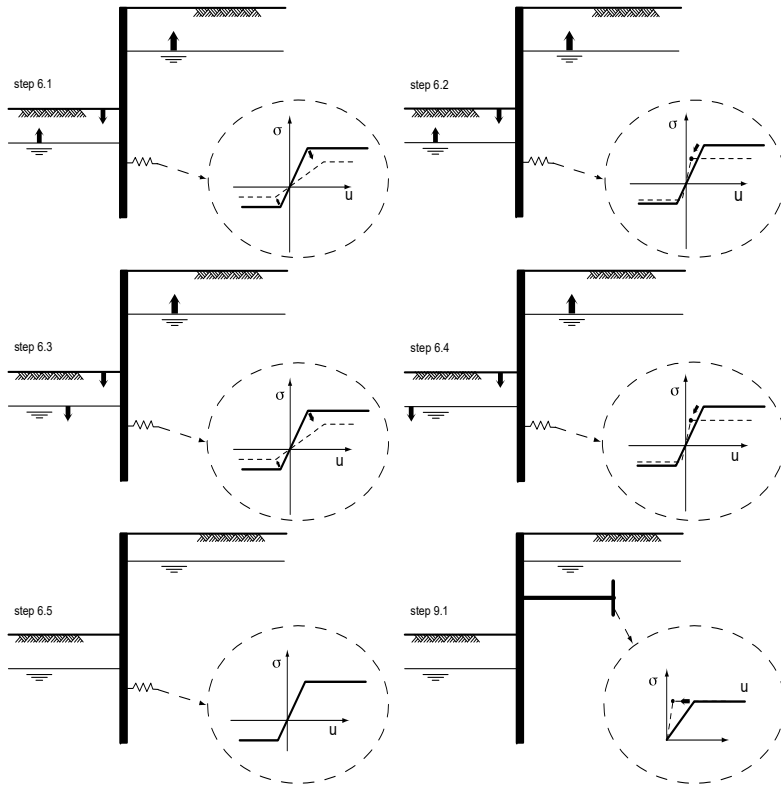 step 6.1
σ
u
step 6.2
σ
u
step 6.3
σ
u
step 6.4
σ
u
step 6.5
σ
u
step 9.1
σ
u